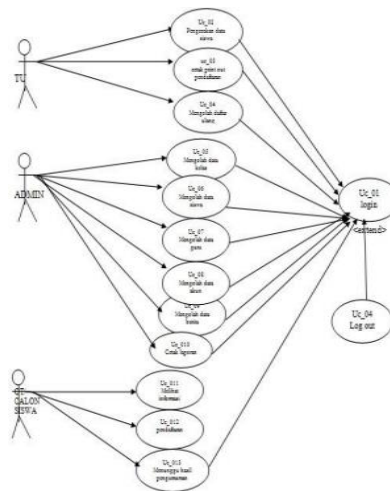 Uc_02
Pengisian data
siswa
uc_03
cetak print out
pendaftaran
TU
Uc_04
Mengolah daftar
ulang
Uc_05
Mengolah data
kelas
Uc_01
login
<extend>
Uc_06
Mengolah data
siswa
ADMIN
Uc_07
Mengolah data
guru
Uc_08
Mengolah data
akun
Mengolah data
berita
Uc_04
Log out
Uc_010
Cetak laporan
Uc_011
Melihat
informasi
CALON
SISWA
Uc_012
pendaftaran
Uc_013
Menunggu hasil
pengumuman